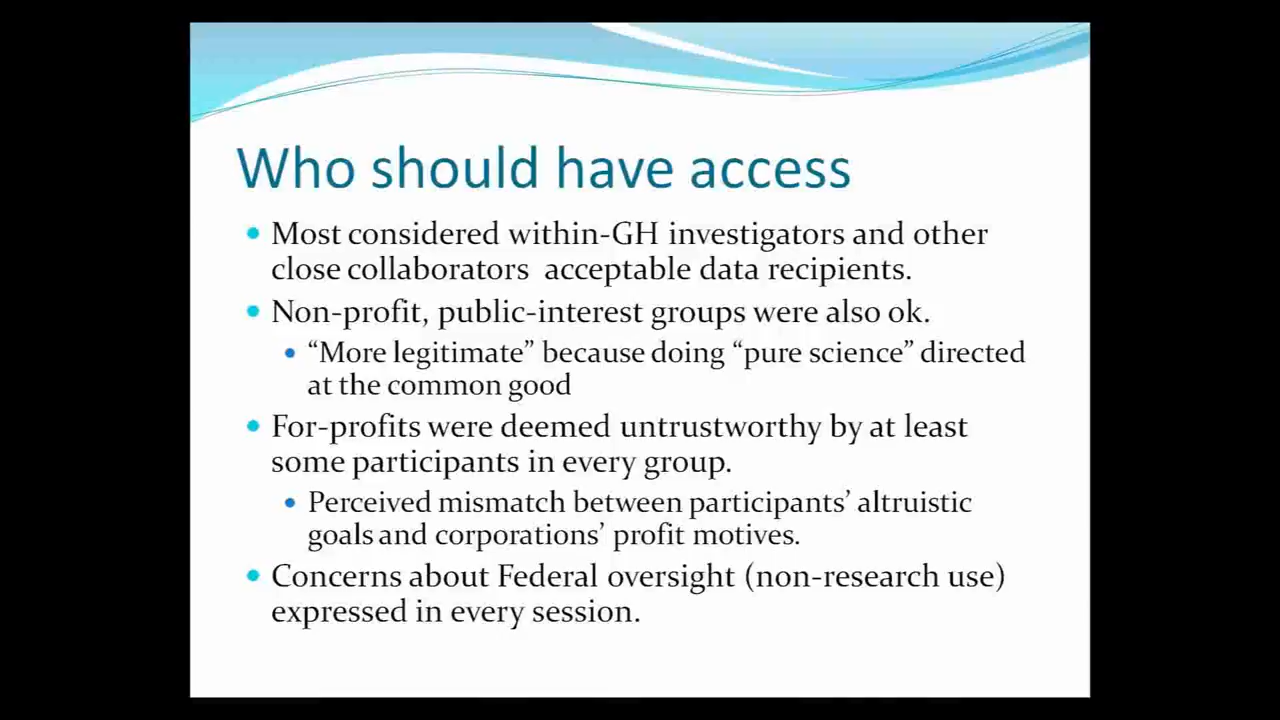 Who should have access
• Most considered within-GH investigators and other
close collaborators  acceptable data recipients.
• Non-profit, public-interest groups were also ok.
• “More legitimate” because doing “pure science” directed
at the common good
• For-profits were deemed untrustworthy by at least
some participants in every group.
• Perceived mismatch between participants’ altruistic
goals and corporations’ profit motives.
• Concerns about Federal oversight (non-research use)
expressed in every session.